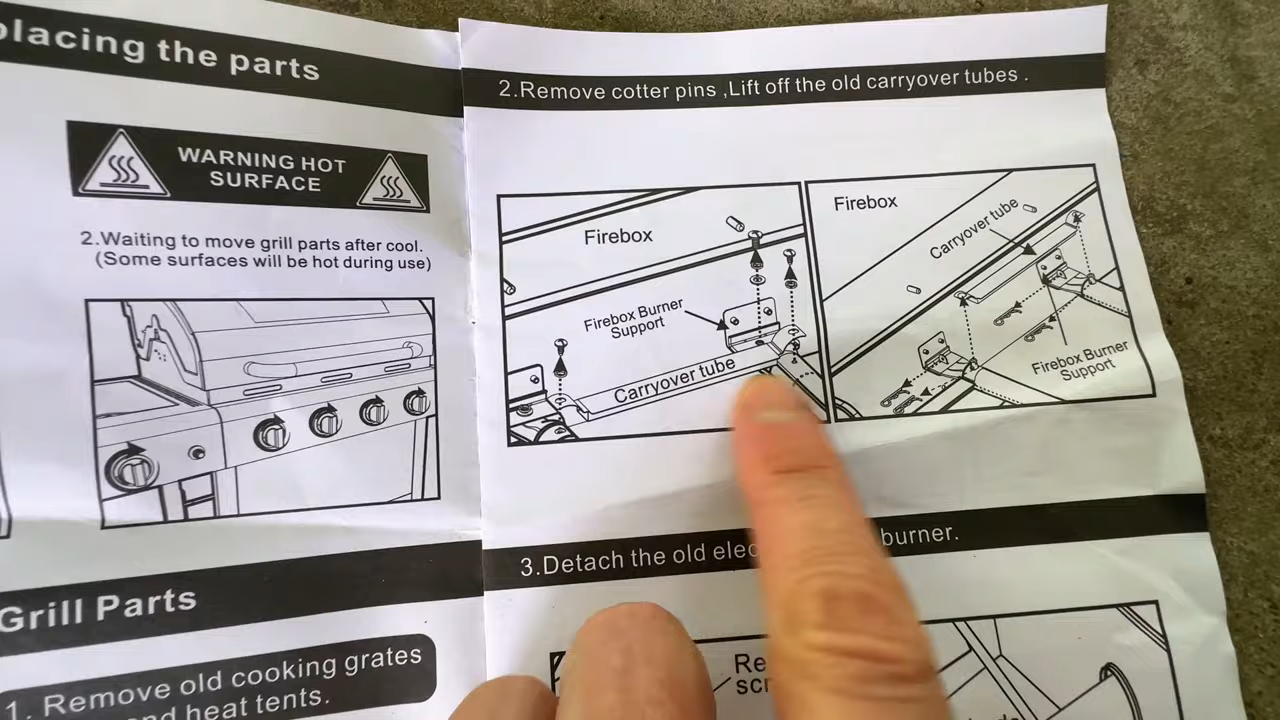 placing the parts
WARNING HOT
SURFACE
2.Waiting to move grill parts after cool.
(Some surfaces will be hot during use)
Grill Parts
1. Remove old cooking grates
and heat tents.
2.Remove cotter pins ,Lift off the old carryover tubes .
Firebox
Firebox Burner
Support
Carryover tube
Firebox
Carryover tube
Firebox Burner
Support
3.Detach the old burner.